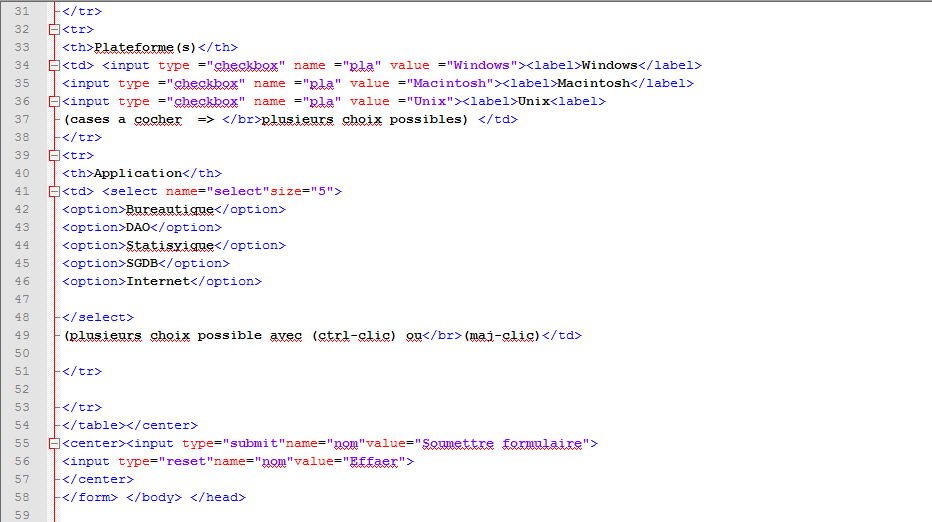 31 </tr>
32 <tr>
33 <th>Plateforme(s)</th>
34 <td> <input type ="checkbox" name ="pla" value ="Windows"><label>Windows</label>
35 <input type ="checkbox" name ="pla" value ="Macintosh"><label>Macintosh</label>
36 <input type ="checkbox" name ="pla" value ="Unix"><label>Unix<label>
37 (cases a cocher  => </br>plusieurs choix possibles) </td>
38 </tr>
39 <tr>
40 <th>Application</th>
41 <td> <select name="select"size="5">
42 <option>Bureautique</option>
43 <option>DAO</option>
44 <option>Statisyique</option>
45 <option>SGDB</option>
46 <option>Internet</option>
47
48 </select>
49 (plusieurs choix possible avec (ctrl-clic) ou</br>(maj-clic)</td>
50
51 </tr>
52
53 </tr>
54 </table></center>
55 <center><input type="submit"name="nom"value="Soumettre formulaire">
56 <input type="reset"name="nom"value="Effaer">
57 </center>
58 </form> </body> </head>
59